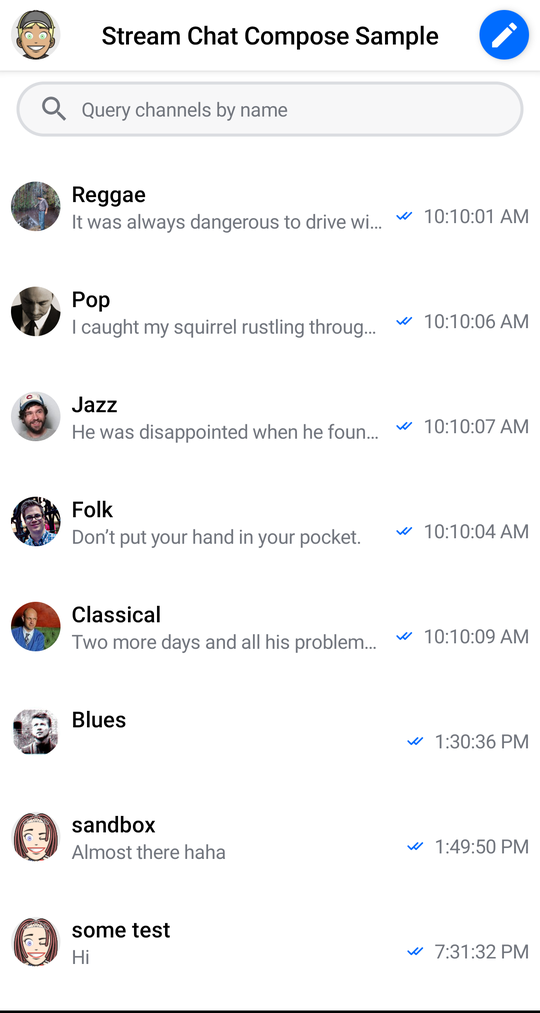 Stream Chat Compose Sample
Query channels by name
Reggae
It was always dangerous to drive wi... 10:10:01 AM
Pop
I caught my squirrel rustling throug... 10:10:06 AM
Jazz
He was disappointed when he foun... 10:10:07 AM
Folk
Don’t put your hand in your pocket. 10:10:04 AM
Classical
Two more days and all his problem... 10:10:09 AM
Blues
1:30:36 PM
sandbox
Almost there haha 1:49:50 PM
some test
Hi 7:31:32 PM